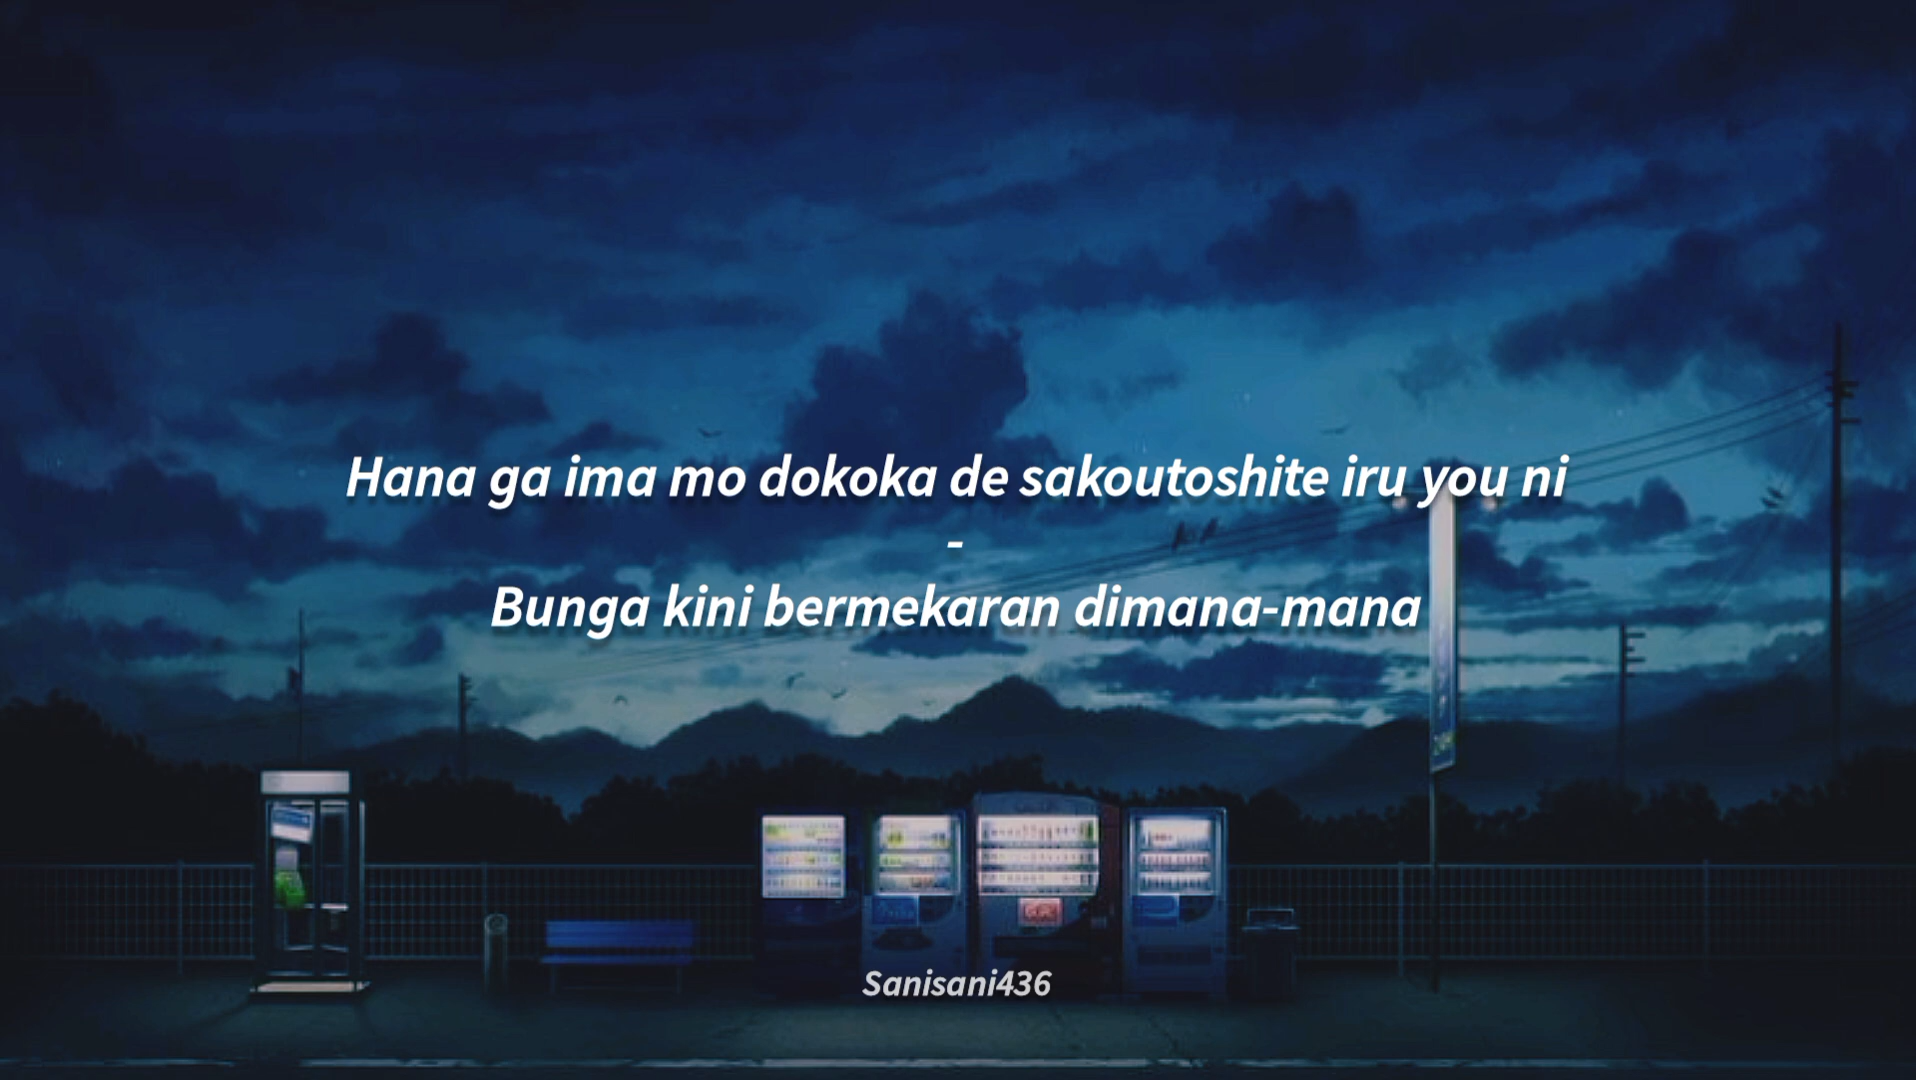 Hana ga ima mo dokoka de sakoutoshite iru you ni
-
Bunga kini bermekaran dimana-mana
Sanisani436